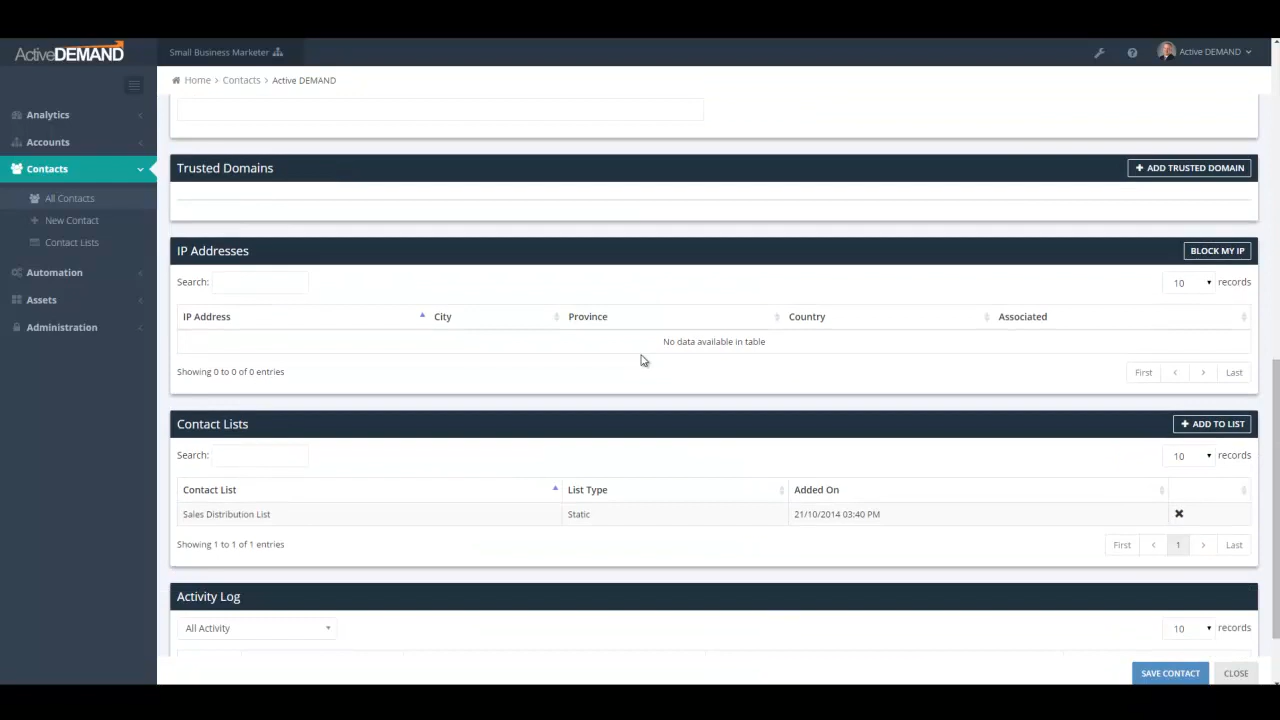 ActiveDEMAND
Small Business Marketer
Active DEMAND
Home > Contacts > Active DEMAND
Analytics
Accounts
Contacts
All Contacts
New Contact
Contact Lists
Automation
Assets
Administration
Trusted Domains
+ ADD TRUSTED DOMAIN
IP Addresses
BLOCK MY IP
Search:
10 records
IP Address City Province Country Associated
No data available in table
Showing 0 to 0 of 0 entries
First < > Last
Contact Lists
+ ADD TO LIST
Search:
10 records
Contact List List Type Added On
Sales Distribution List Static 21/10/2014 03:40 PM
Showing 1 to 1 of 1 entries
First < 1 > Last
Activity Log
All Activity
10 records
SAVE CONTACT CLOSE